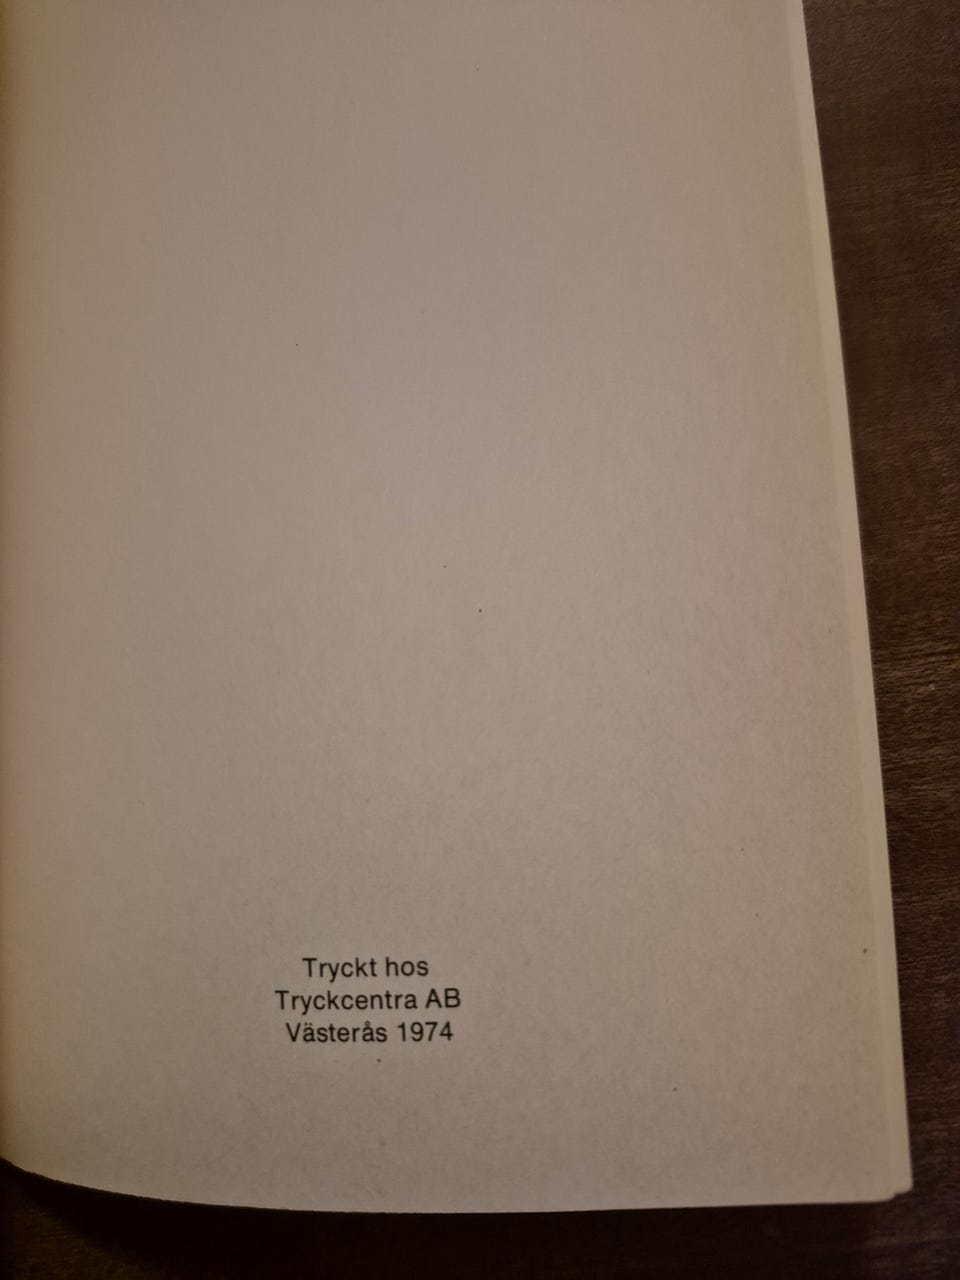 Tryckt hos
Tryckcentra AB
Västerås 1974